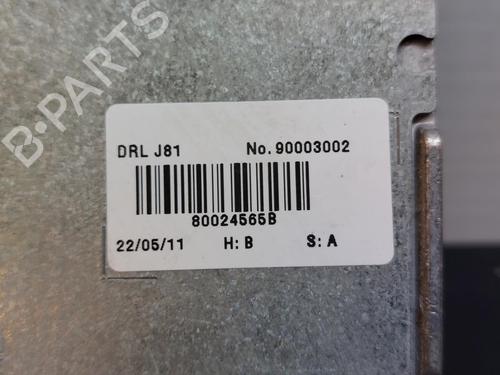 B-PARTS
DRL J81 No. 90003002
80024565B
22/05/11 H: B S: A